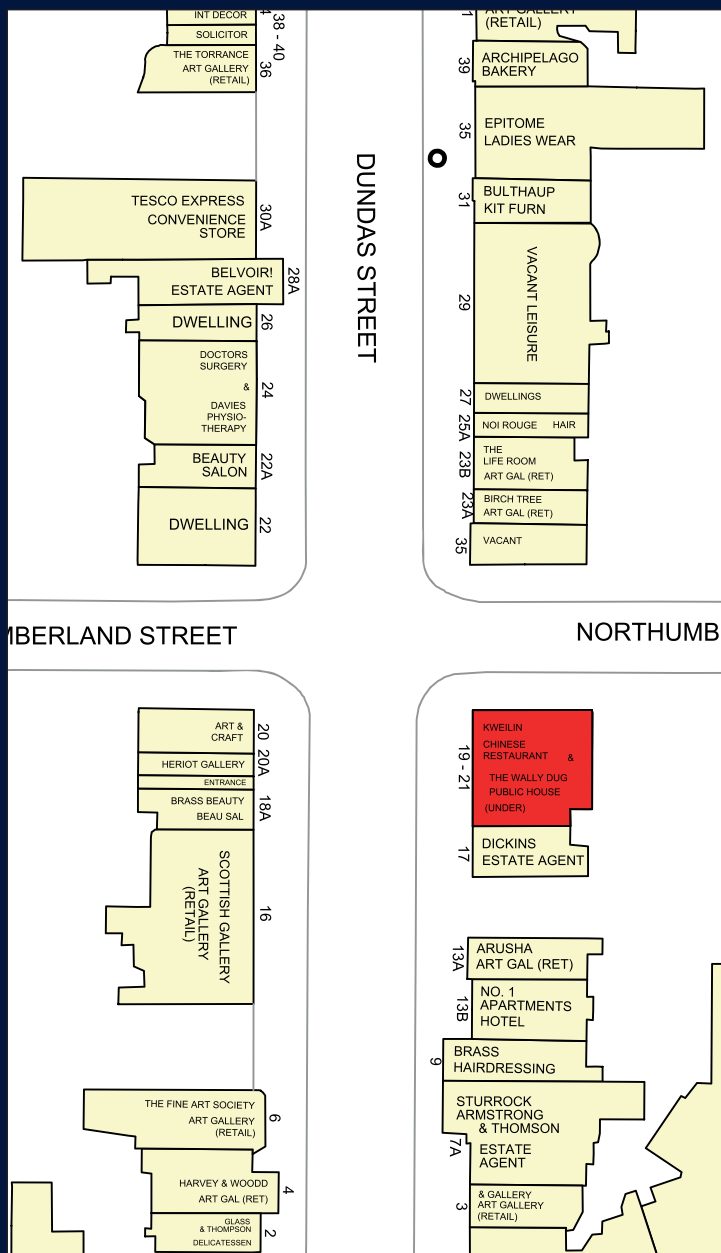 4
INT DECOR
38 - 40
SOLICITOR
THE TORRANCE
ART GALLERY
(RETAIL)
36
TESCO EXPRESS
CONVENIENCE
STORE
30A
BELVOIR!
ESTATE AGENT
28A
DWELLING
26
DOCTORS
SURGERY
&
DAVIES
PHYSIO-
THERAPY
24
BEAUTY
SALON
22A
DWELLING
22
DUNDAS STREET
1
ART GALLERY
(RETAIL)
39
ARCHIPELAGO
BAKERY
35
EPITOME
LADIES WEAR
31
BULTHAUP
KIT FURN
29
VACANT LEISURE
27
DWELLINGS
25A
NOI ROUGE HAIR
23B
THE
LIFE ROOM
ART GAL (RET)
23A
BIRCH TREE
ART GAL (RET)
35
VACANT
MBERLAND STREET
NORTHUMB
ART &
CRAFT
20
HERIOT GALLERY
20A
ENTRANCE
BRASS BEAUTY
BEAU SAL
18A
SCOTTISH GALLERY
ART GALLERY
(RETAIL)
16
THE FINE ART SOCIETY
ART GALLERY
(RETAIL)
6
HARVEY & WOODD
ART GAL (RET)
4
GLASS
& THOMPSON
DELICATESSEN
2
19 - 21
KWEILIN
CHINESE
RESTAURANT &
THE WALLY DUG
PUBLIC HOUSE
(UNDER)
17
DICKINS
ESTATE AGENT
13A
ARUSHA
ART GAL (RET)
13B
NO. 1
APARTMENTS
HOTEL
9
BRASS
HAIRDRESSING
STURROCK
ARMSTRONG
& THOMSON
7A
ESTATE
AGENT
3
& GALLERY
ART GALLERY
(RETAIL)